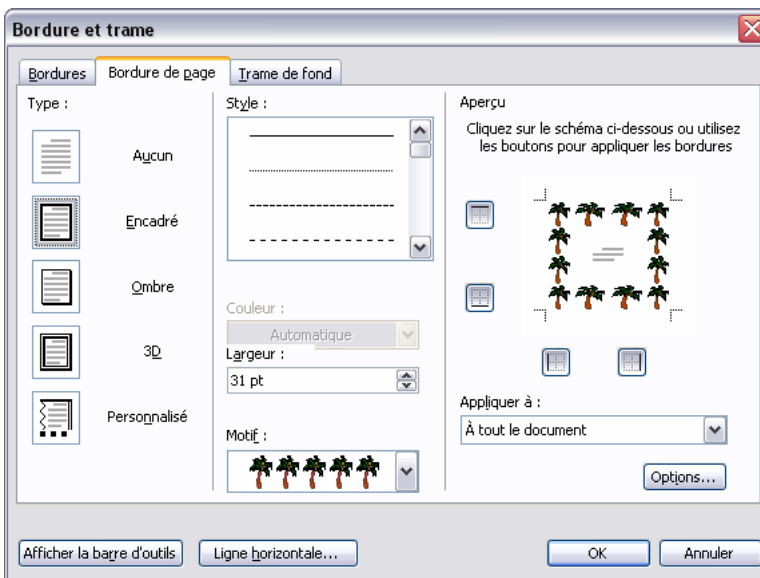 Bordure et trame
Bordures
Bordure de page
Trame de fond
Type :
Aucun
Encadré
Ombre
3D
Personnalisé
Style :
Couleur :
Automatique
Largeur :
31 pt
Motif :
Aperçu
Cliquez sur le schéma ci-dessous ou utilisez
les boutons pour appliquer les bordures
Appliquer à :
À tout le document
Options...
Afficher la barre d'outils
Ligne horizontale...
OK
Annuler